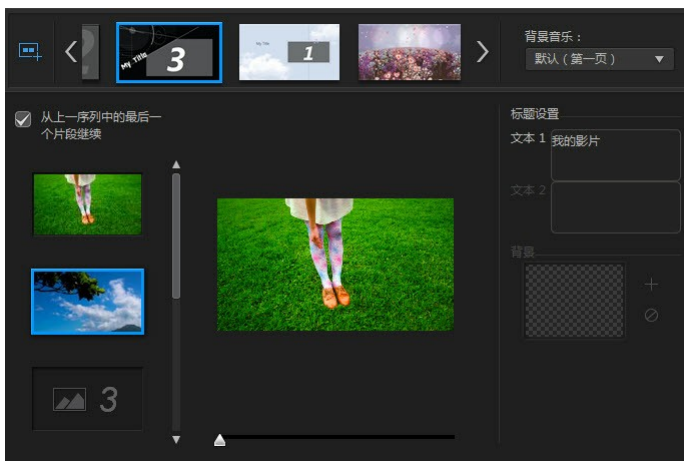 2
My Title
3
My Title
1
背景音乐：
默认（第一页）
从上一序列中的最后一
个片段继续
标题设置
文本 1
我的影片
文本 2
背景
3